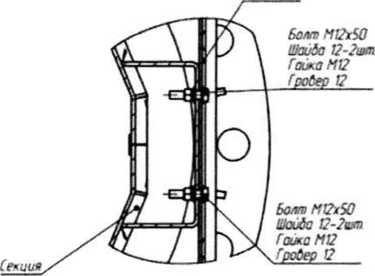 Болт М12х50
Шайба 12-2шт.
Гайка М12
Гровер 12
Болт М12х50
Шайба 12-2шт
Гайка М12
Гровер 12
Секция